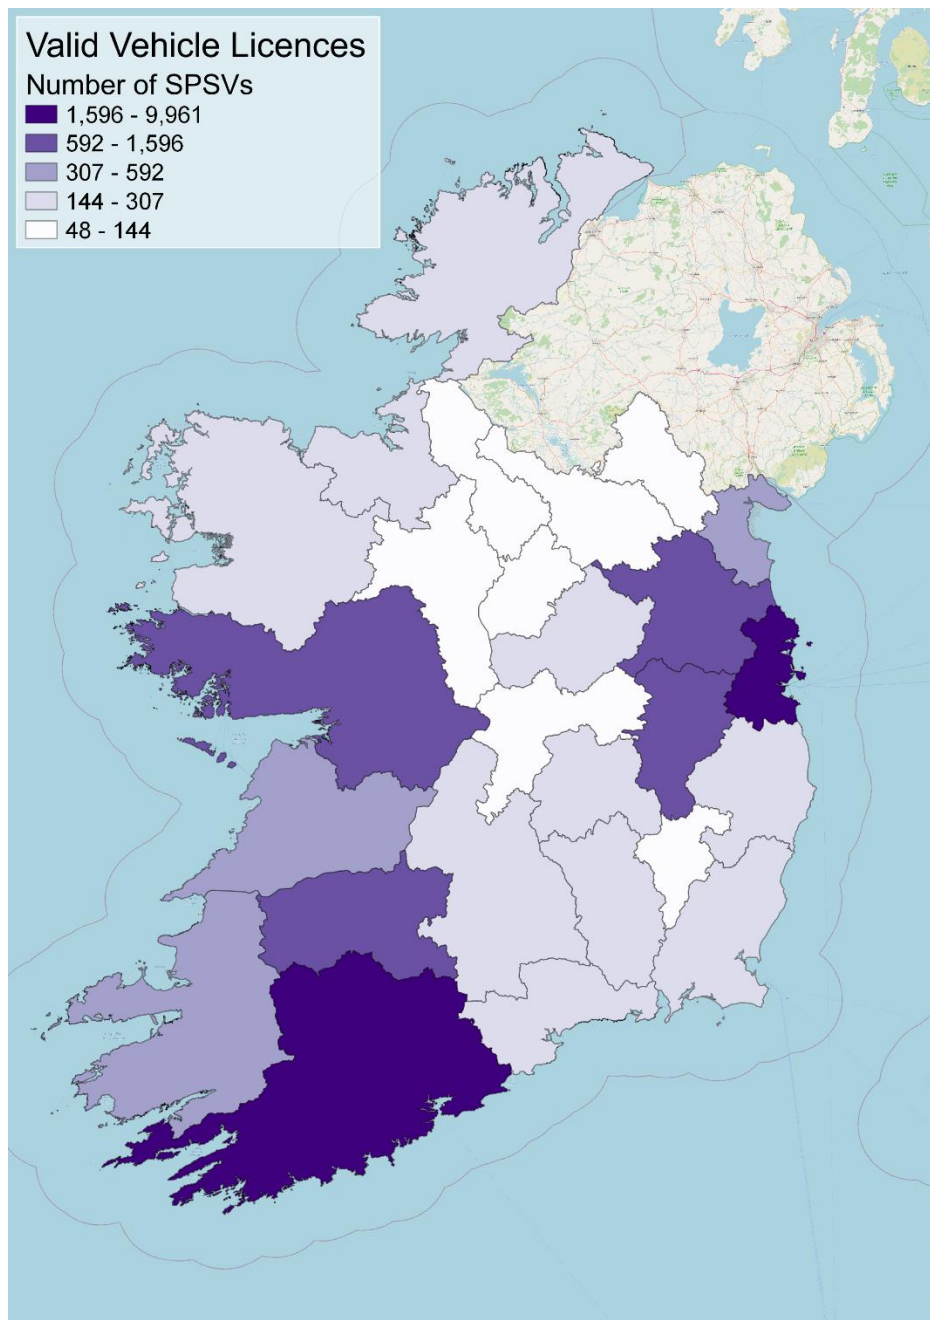 Valid Vehicle Licences
Number of SPSVs
1,596 - 9,961
592 - 1,596
307 - 592
144 - 307
48 - 144